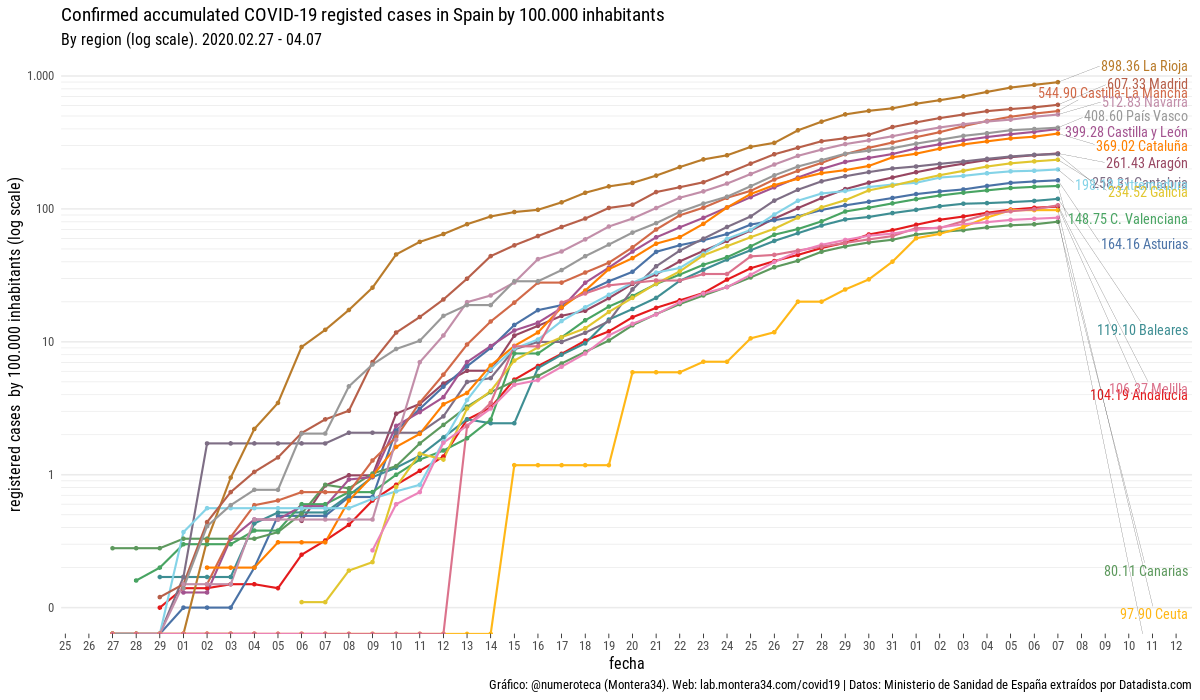 Confirmed accumulated COVID-19 registed cases in Spain by 100.000 inhabitants
By region (log scale). 2020.02.27 - 04.07
registered cases by 100.000 inhabitants (log scale)
1.000
100
10
1
0
898.36 La Rioja
607.33 Madrid
544.90 Castilla-La Mancha
512.83 Navarra
408.60 País Vasco
399.28 Castilla y León
369.02 Cataluña
261.43 Aragón
258.31 Cantabria
234.52 Galicia
148.75 C. Valenciana
164.16 Asturias
119.10 Baleares
106.37 Melilla
104.19 Andalucía
80.11 Canarias
97.90 Ceuta
25 26 27 28 29 01 02 03 04 05 06 07 08 09 10 11 12 13 14 15 16 17 18 19 20 21 22 23 24 25 26 27 28 29 30 31 01 02 03 04 05 06 07 08 09 10 11 12
fecha
Gráfico: @numeroteca (Montera34). Web: lab.montera34.com/covid19 | Datos: Ministerio de Sanidad de España extraídos por Datadista.com